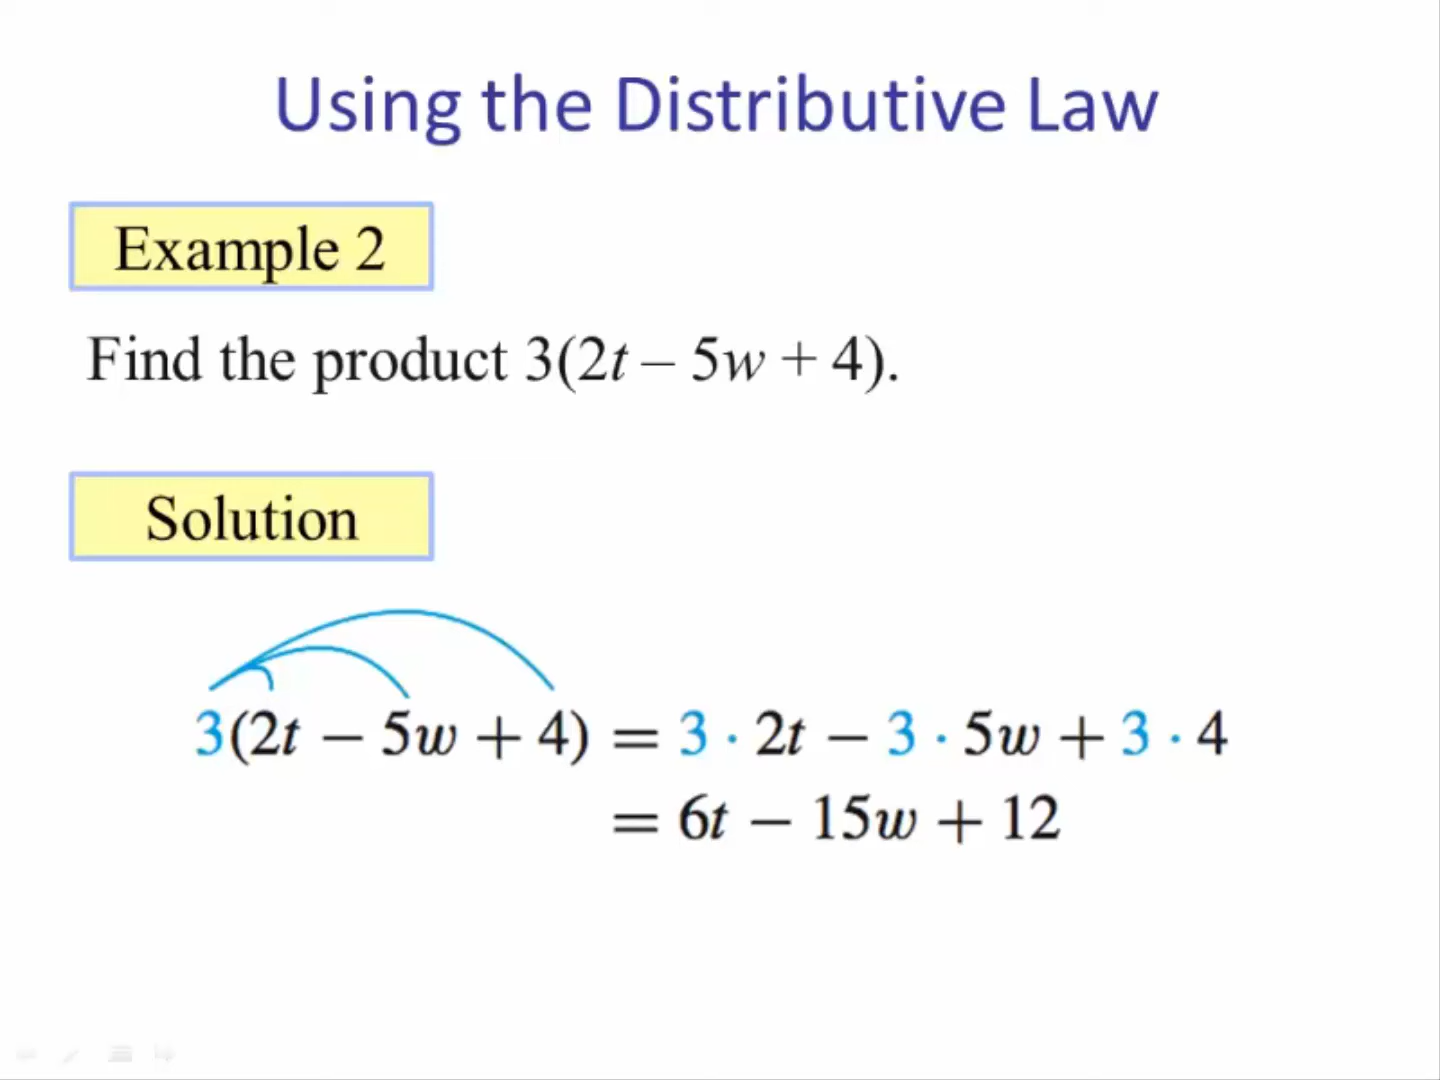 Using the Distributive Law
Example 2
Find the product 3(2t – 5w + 4).
Solution
3(2t − 5w + 4) = 3 · 2t − 3 · 5w + 3 · 4
= 6t − 15w + 12